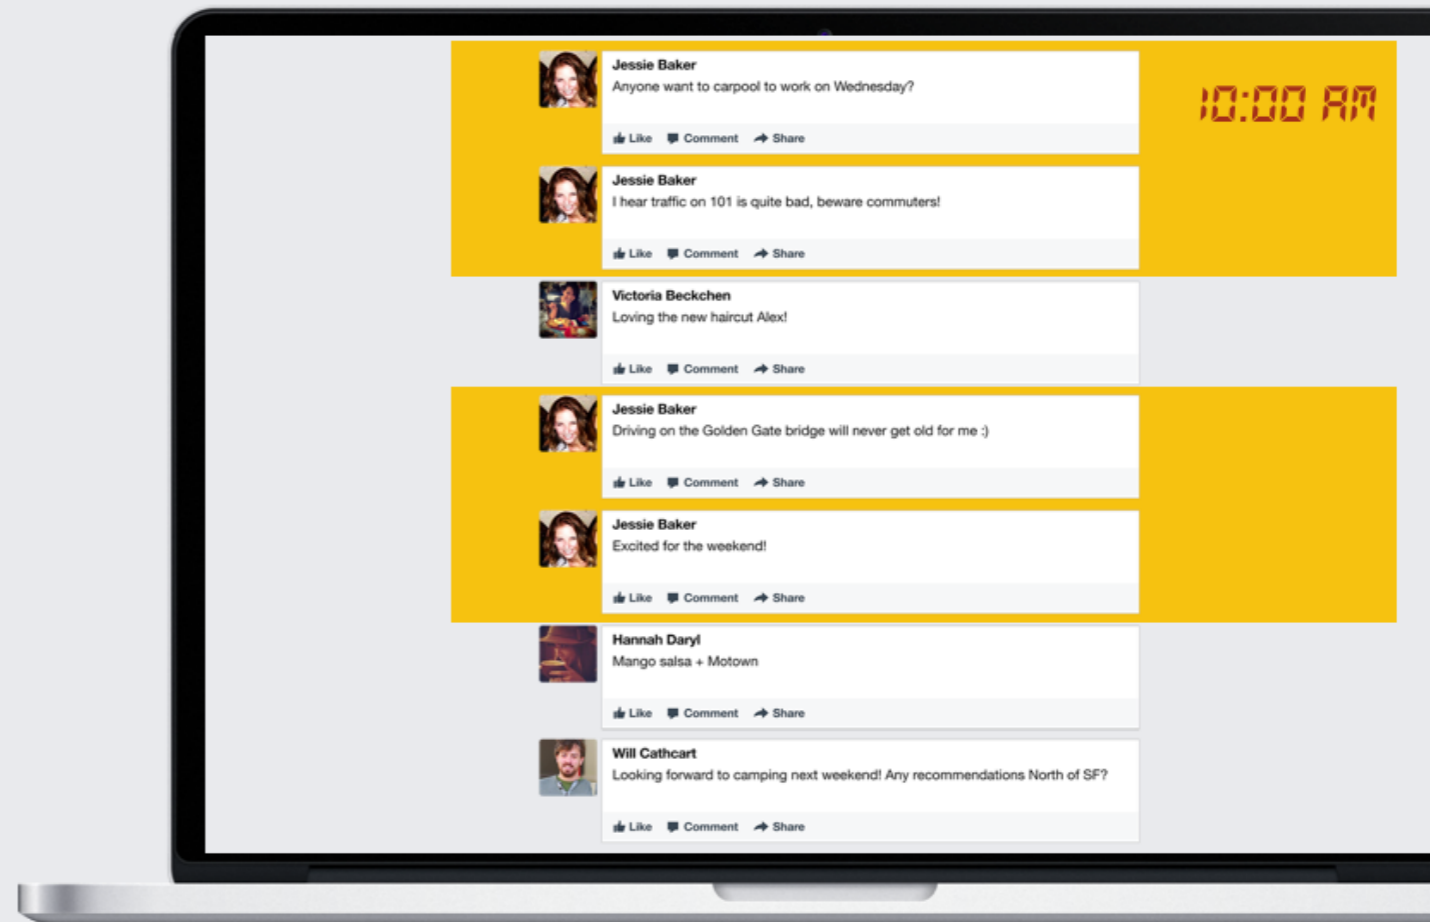 Jessie Baker
Anyone want to carpool to work on Wednesday?
Like Comment Share
10:00 AM
Jessie Baker
I hear traffic on 101 is quite bad, beware commuters!
Like Comment Share
Victoria Beckchen
Loving the new haircut Alex!
Like Comment Share
Jessie Baker
Driving on the Golden Gate bridge will never get old for me :)
Like Comment Share
Jessie Baker
Excited for the weekend!
Like Comment Share
Hannah Daryl
Mango salsa + Motown
Like Comment Share
Will Cathcart
Looking forward to camping next weekend! Any recommendations North of SF?
Like Comment Share